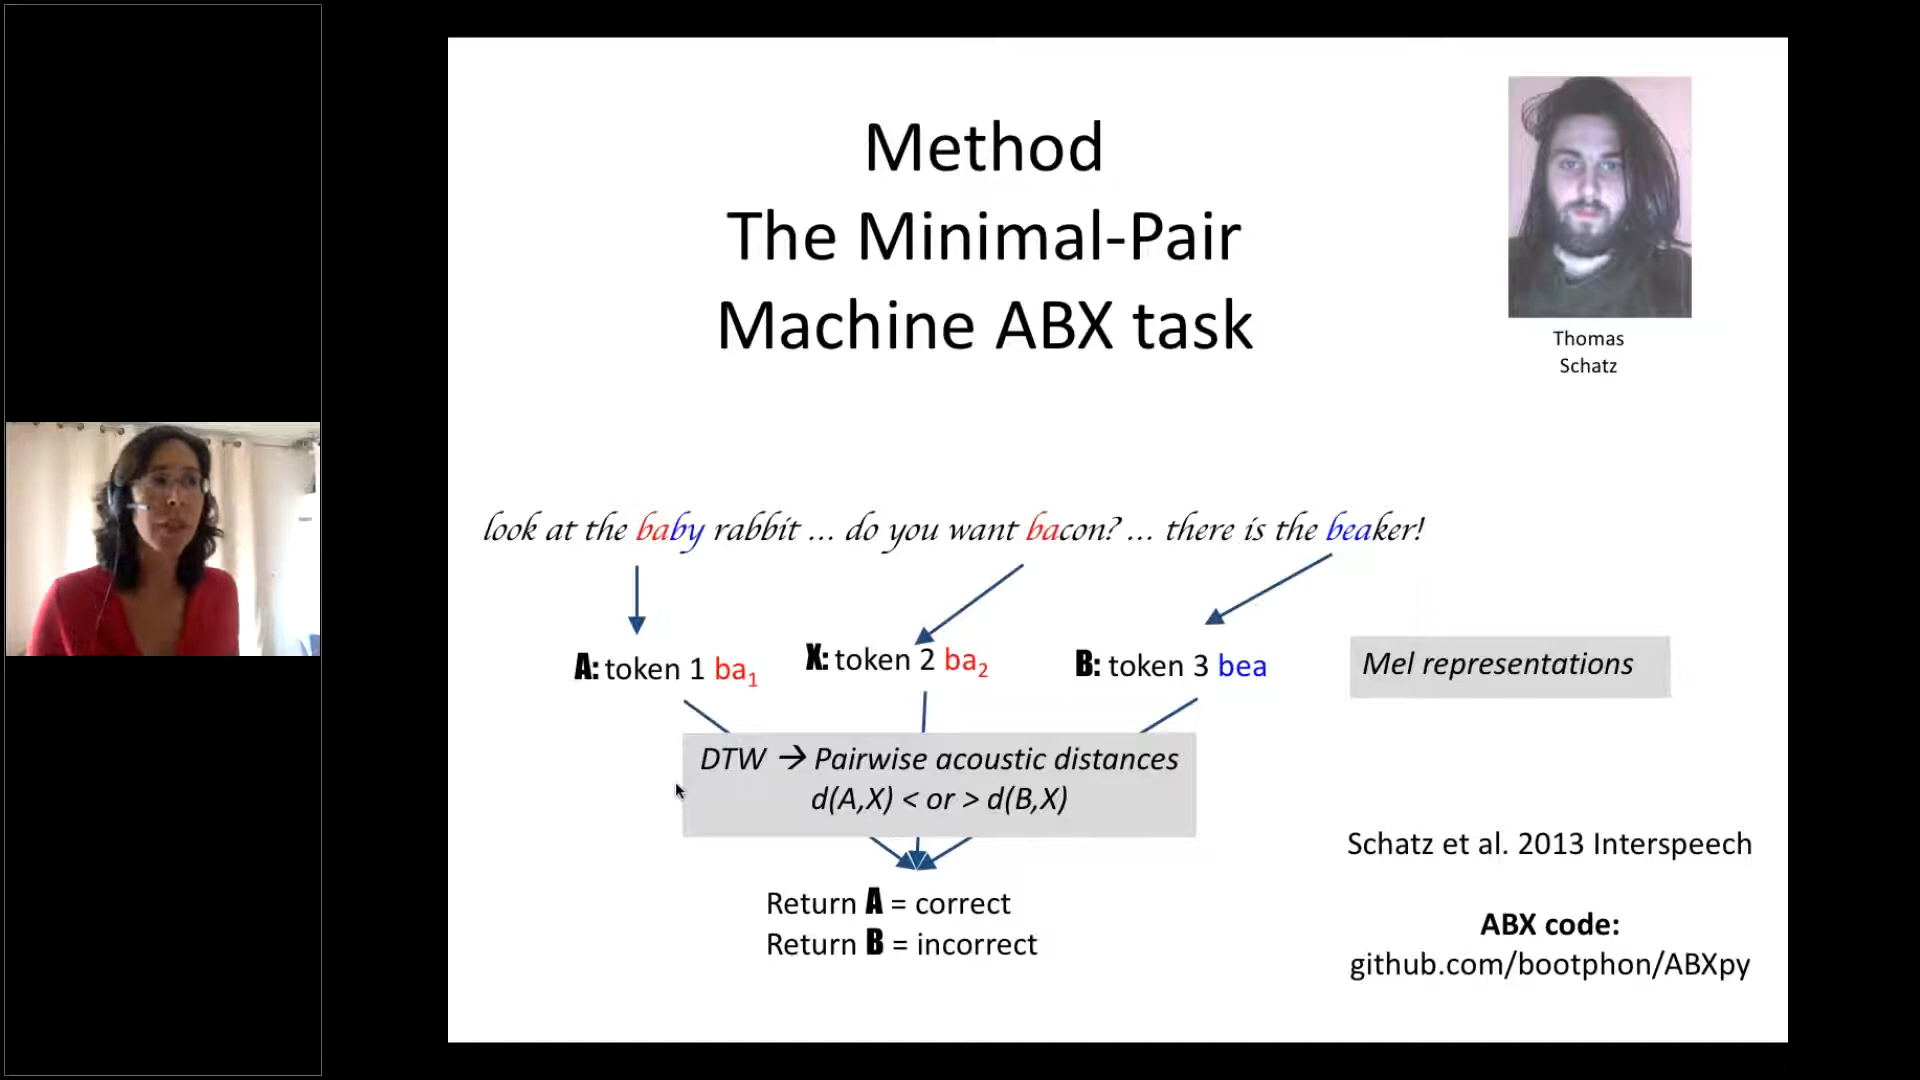 Method
The Minimal-Pair
Machine ABX task
Thomas
Schatz
look at the baby rabbit ... do you want bacon? ... there is the beaker!
A: token 1 ba1
X: token 2 ba2
B: token 3 bea
Mel representations
DTW → Pairwise acoustic distances
d(A,X) < or > d(B,X)
Return A = correct
Return B = incorrect
Schatz et al. 2013 Interspeech
ABX code:
github.com/bootphon/ABXpy